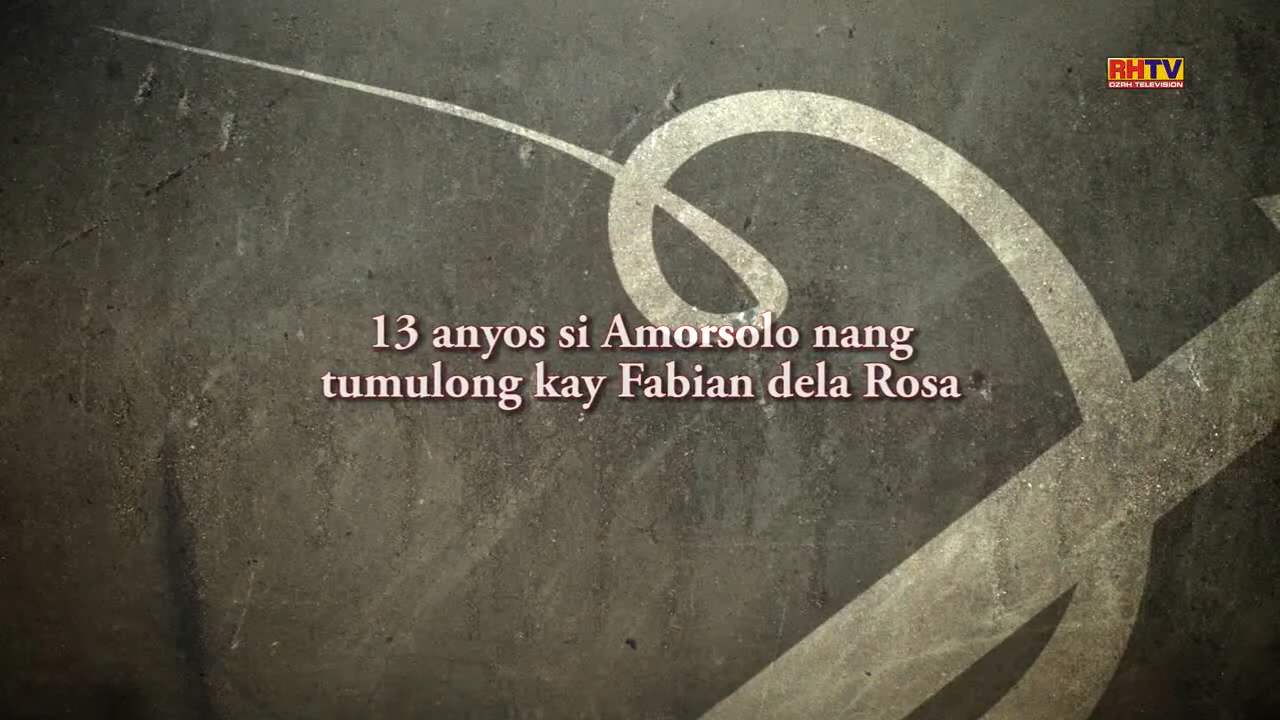 RHTV
DZRH TELEVISION
13 anyos si Amorsolo nang
tumulong kay Fabian dela Rosa